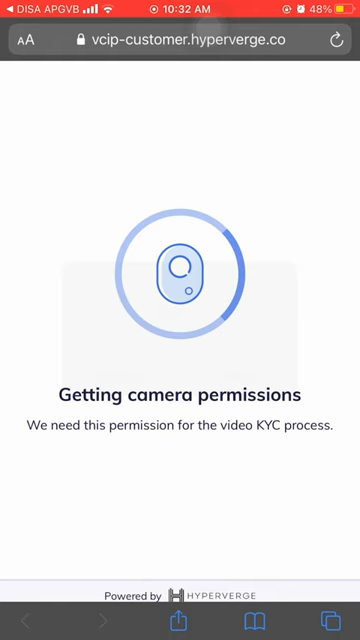 DISA APGVB 10:32 AM 48%
AA vcip-customer.hyperverge.co
Getting camera permissions
We need this permission for the video KYC process.
Powered by HYPERVERGE